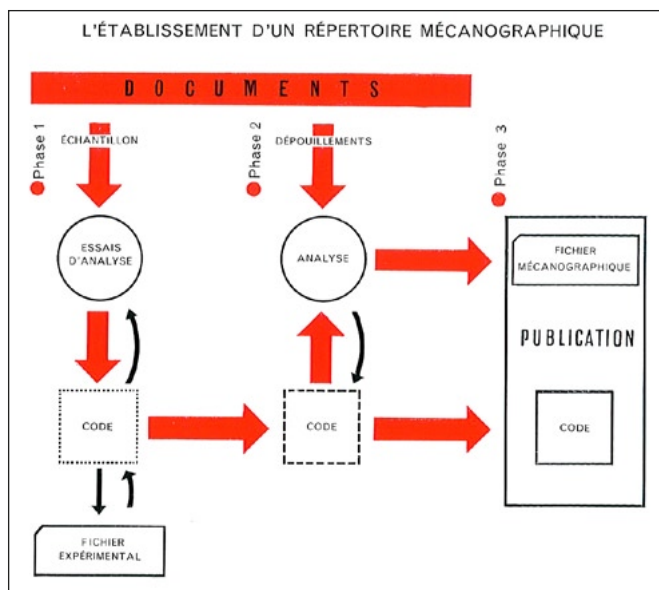 L'ÉTABLISSEMENT D'UN RÉPERTOIRE MÉCANOGRAPHIQUE
DOCUMENTS
Phase 1
ÉCHANTILLON
Phase 2
DÉPOUILLEMENTS
Phase 3
ESSAIS
D'ANALYSE
ANALYSE
FICHIER
MÉCANOGRAPHIQUE
PUBLICATION
CODE
CODE
CODE
FICHIER
EXPÉRIMENTAL